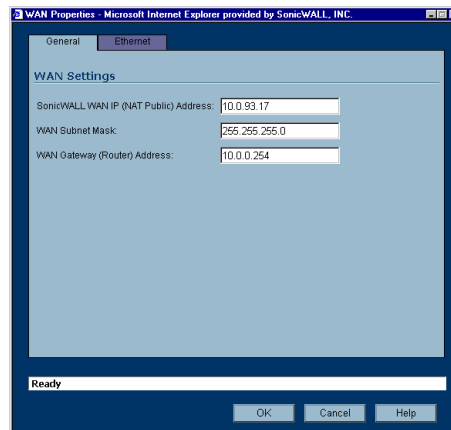 WAN Properties - Microsoft Internet Explorer provided by SonicWALL, INC.
General Ethernet
WAN Settings
SonicWALL WAN IP (NAT Public) Address: 10.0.93.17
WAN Subnet Mask: 255.255.255.0
WAN Gateway (Router) Address: 10.0.0.254
Ready
OK Cancel Help